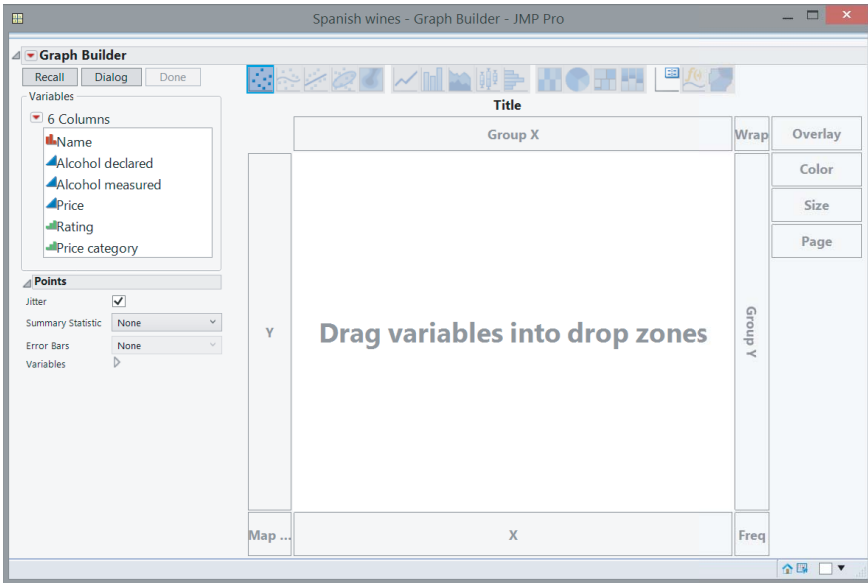 Spanish wines - Graph Builder - JMP Pro
Graph Builder
Recall Dialog Done
Variables
6 Columns
Name
Alcohol declared
Alcohol measured
Price
Rating
Price category
Points
Jitter
Summary Statistic None
Error Bars None
Variables
Title
Group X
Wrap
Overlay
Color
Size
Page
Y
Drag variables into drop zones
Group Y
Map ...
X
Freq